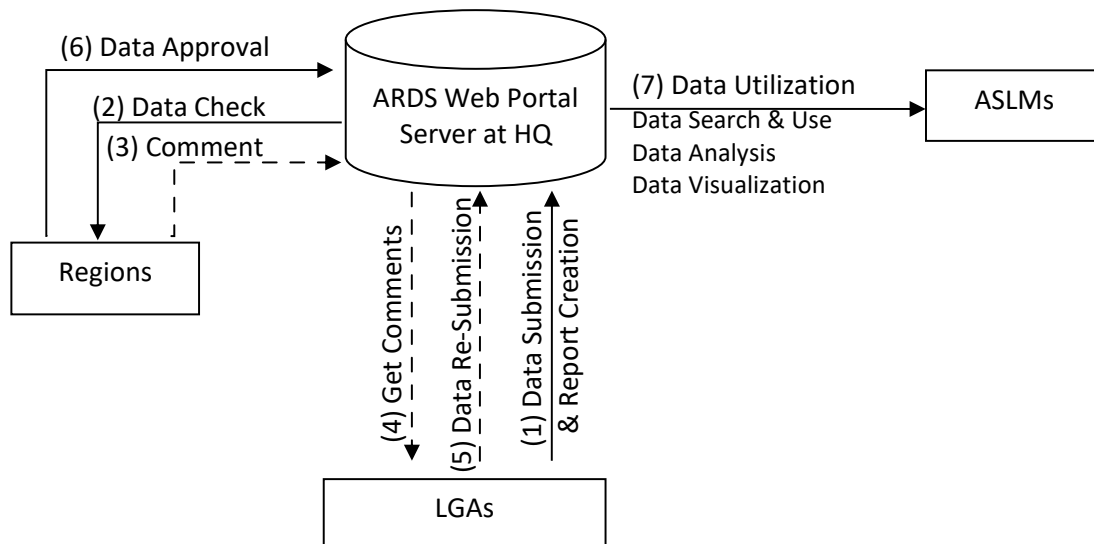 (6) Data Approval
(2) Data Check
(3) Comment
Regions
ARDS Web Portal
Server at HQ
(7) Data Utilization
Data Search & Use
Data Analysis
Data Visualization
ASLMs
(4) Get Comments
(5) Data Re-Submission
(1) Data Submission
& Report Creation
LGAs